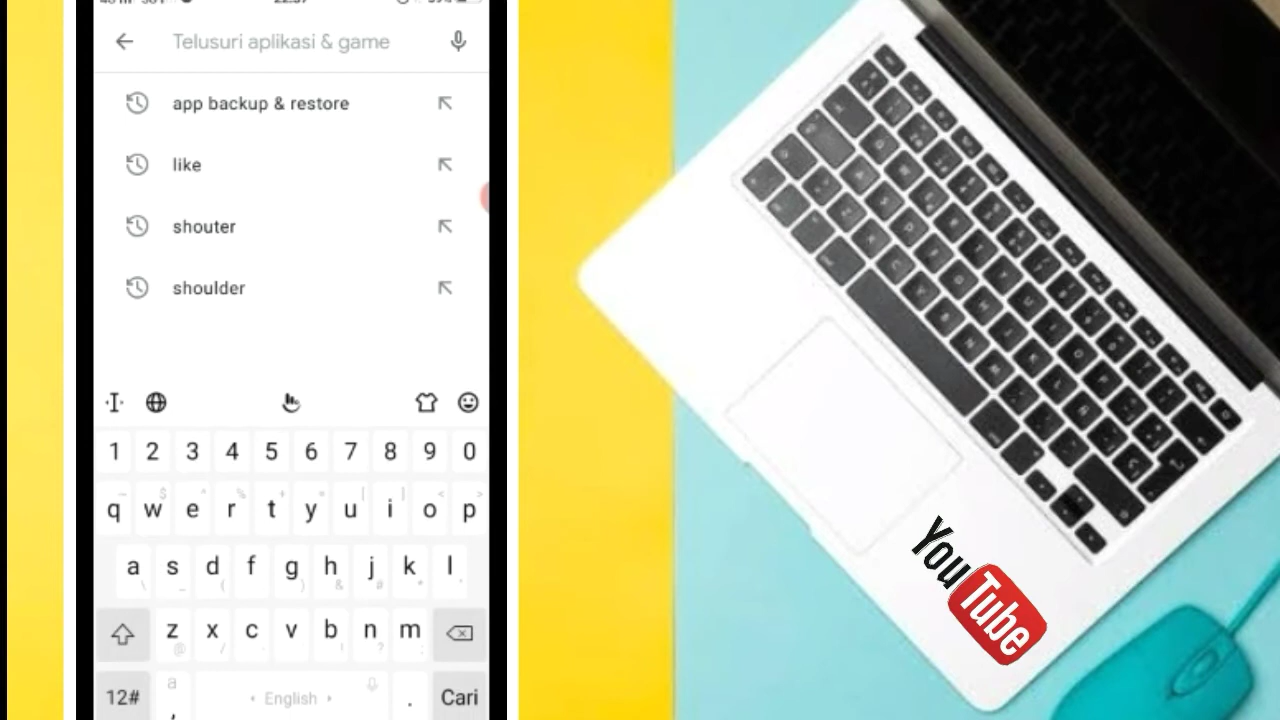 Telusuri aplikasi & game
app backup & restore
like
shouter
shoulder
1 2 3 4 5 6 7 8 9 0
q w e r t y u i o p
a s d f g h j k l
z x c v b n m
12# , English . Cari
YouTube